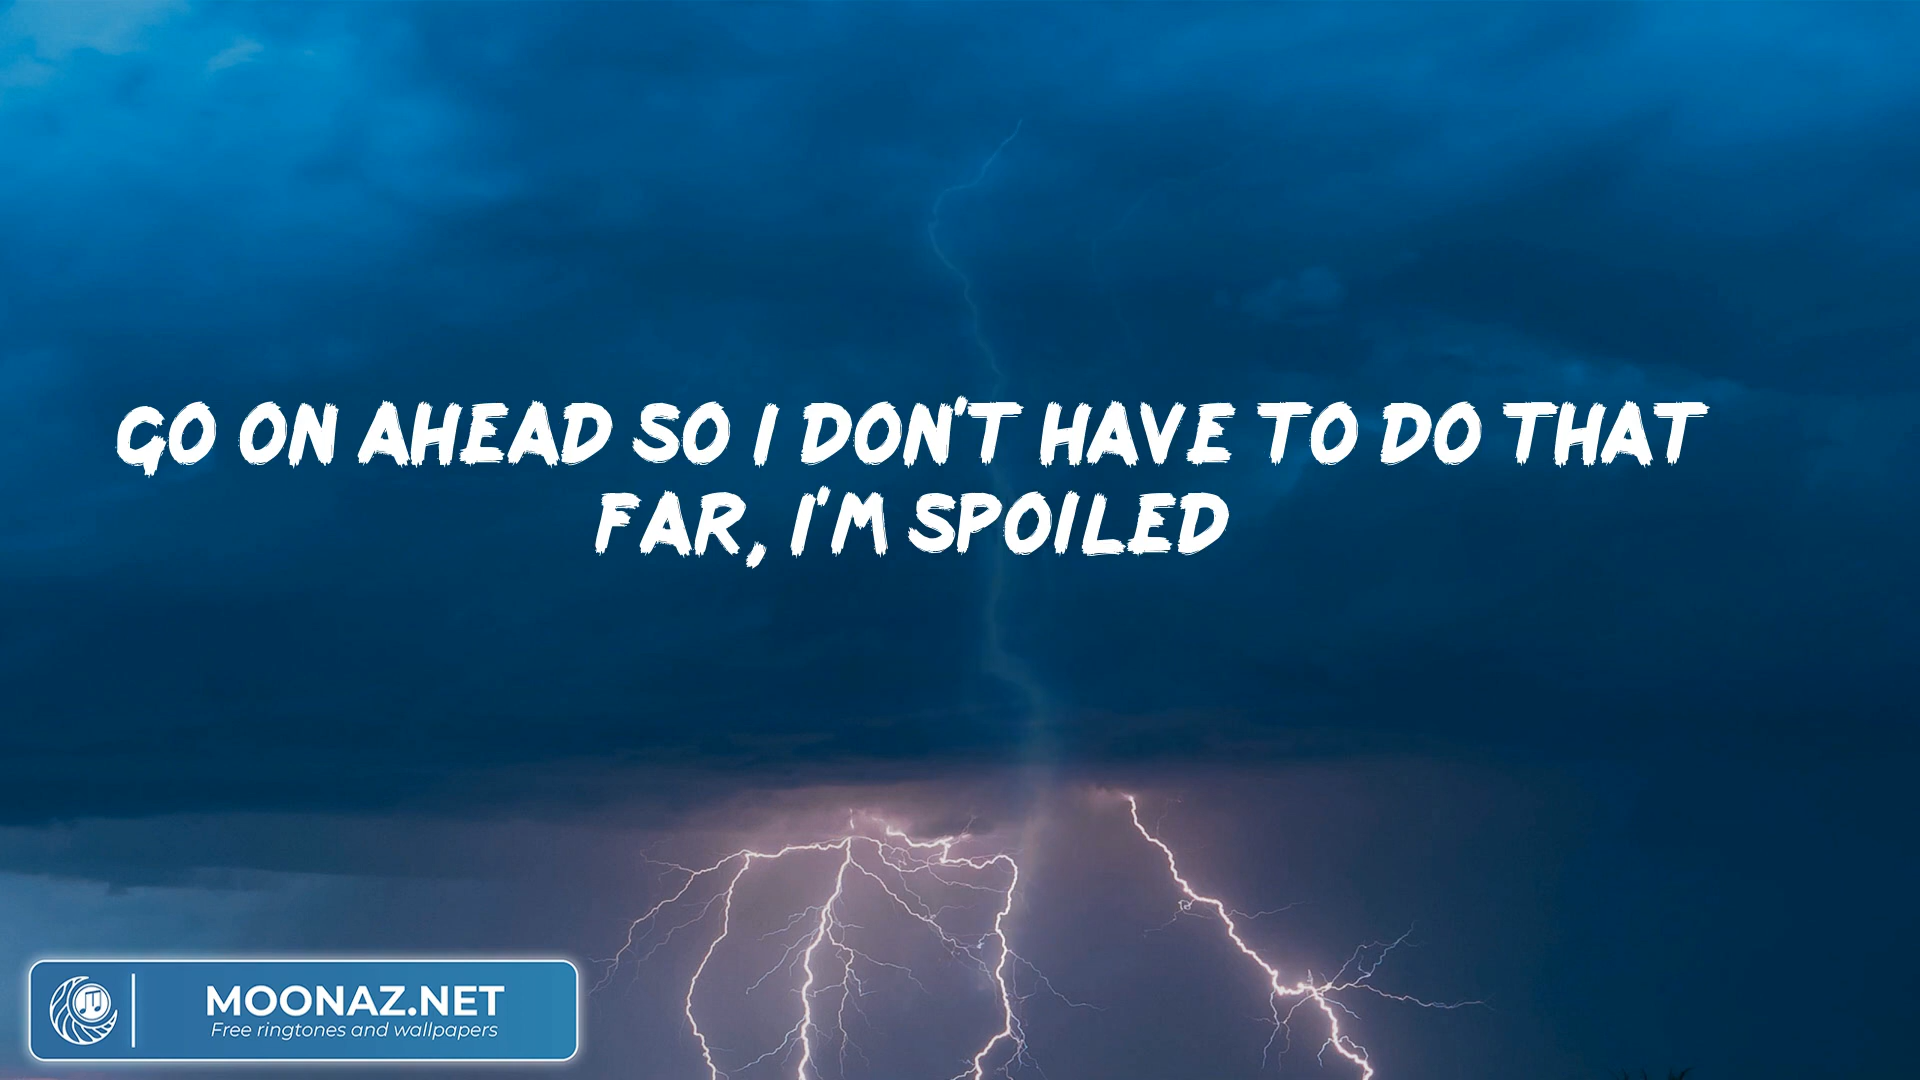 GO ON AHEAD SO I DON'T HAVE TO DO THAT
FAR, I'M SPOILED
MOONAZ.NET
Free ringtones and wallpapers